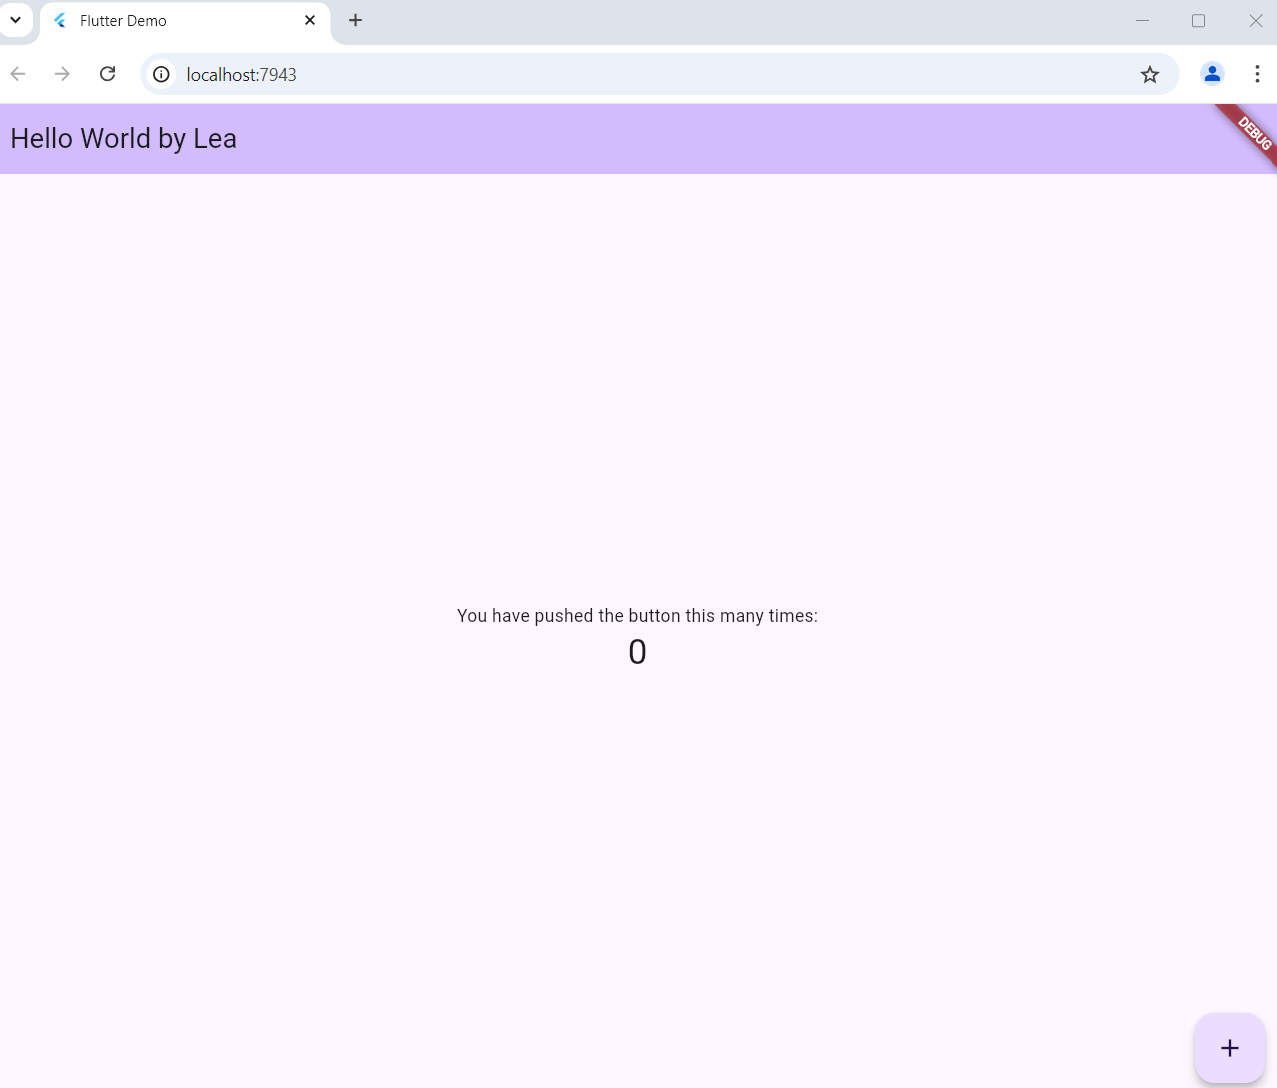 Flutter Demo
localhost:7943
Hello World by Lea
DEBUG
You have pushed the button this many times:
0